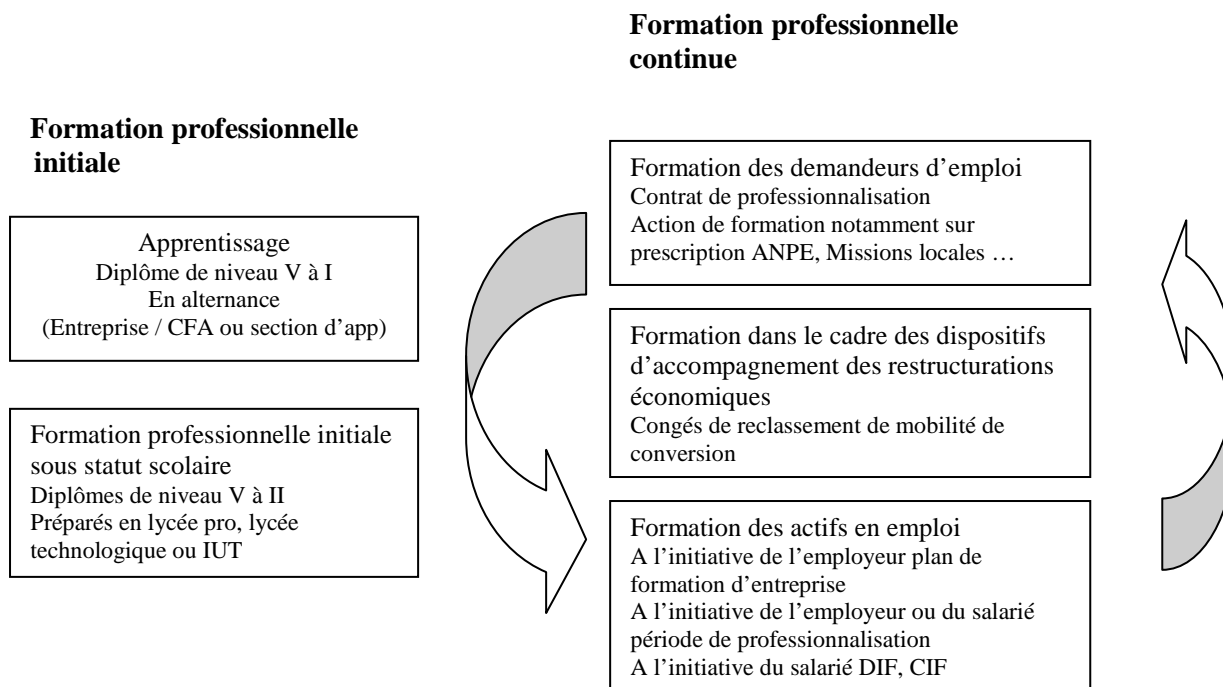 Formation professionnelle
initiale
Apprentissage
Diplôme de niveau V à I
En alternance
(Entreprise / CFA ou section d’app)
Formation professionnelle initiale
sous statut scolaire
Diplômes de niveau V à II
Préparés en lycée pro, lycée
technologique ou IUT
Formation professionnelle
continue
Formation des demandeurs d’emploi
Contrat de professionnalisation
Action de formation notamment sur
prescription ANPE, Missions locales …
Formation dans le cadre des dispositifs
d’accompagnement des restructurations
économiques
Congés de reclassement de mobilité de
conversion
Formation des actifs en emploi
A l’initiative de l’employeur plan de
formation d’entreprise
A l’initiative de l’employeur ou du salarié
période de professionnalisation
A l’initiative du salarié DIF, CIF